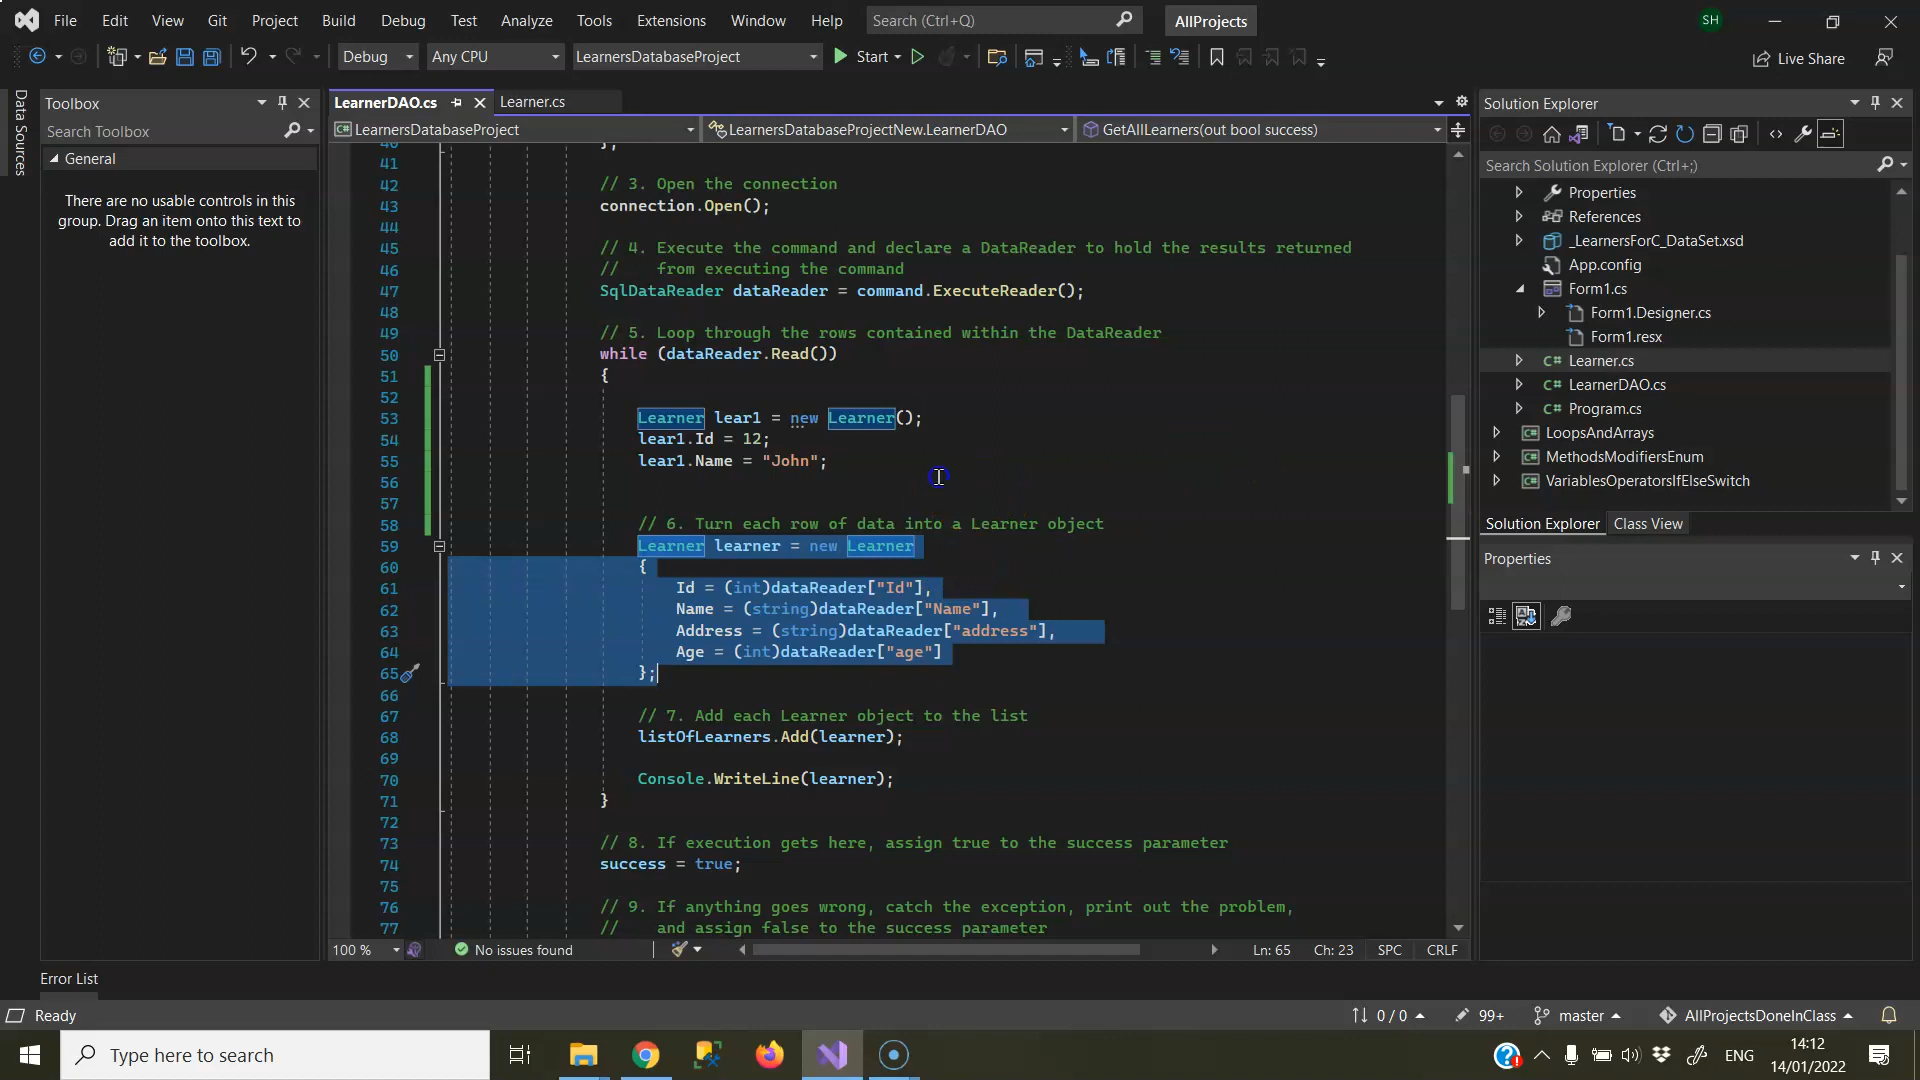 File Edit View Git Project Build Debug Test Analyze Tools Extensions Window Help Search (Ctrl+Q) AllProjects SH
Debug Any CPU LearnersDatabaseProject Start Live Share
Data Sources
Toolbox
Search Toolbox
General
There are no usable controls in this
group. Drag an item onto this text to
add it to the toolbox.
LearnerDAO.cs Learner.cs
LearnersDatabaseProject LearnersDatabaseProjectNew.LearnerDAO GetAllLearners(out bool success)
40 };
41
42 // 3. Open the connection
43 connection.Open();
44
45 // 4. Execute the command and declare a DataReader to hold the results returned
46 // from executing the command
47 SqlDataReader dataReader = command.ExecuteReader();
48
49 // 5. Loop through the rows contained within the DataReader
50 while (dataReader.Read())
51 {
52
53 Learner lear1 = new Learner();
54 lear1.Id = 12;
55 lear1.Name = "John";
56
57
58 // 6. Turn each row of data into a Learner object
59 Learner learner = new Learner
60 {
61 Id = (int)dataReader["Id"],
62 Name = (string)dataReader["Name"],
63 Address = (string)dataReader["address"],
64 Age = (int)dataReader["age"]
65 };
66
67 // 7. Add each Learner object to the list
68 listOfLearners.Add(learner);
69
70 Console.WriteLine(learner);
71 }
72
73 // 8. If execution gets here, assign true to the success parameter
74 success = true;
75
76 // 9. If anything goes wrong, catch the exception, print out the problem,
77 // and assign false to the success parameter
100 % No issues found Ln: 65 Ch: 23 SPC CRLF
Solution Explorer
Search Solution Explorer (Ctrl+;)
Properties
References
_LearnersForC_DataSet.xsd
App.config
Form1.cs
Form1.Designer.cs
Form1.resx
C# Learner.cs
C# LearnerDAO.cs
C# Program.cs
C# LoopsAndArrays
C# MethodsModifiersEnum
C# VariablesOperatorsIfElseSwitch
Solution Explorer Class View
Properties
Error List
Ready 0 / 0 99+ master AllProjectsDoneInClass
Type here to search ENG 14:12
14/01/2022